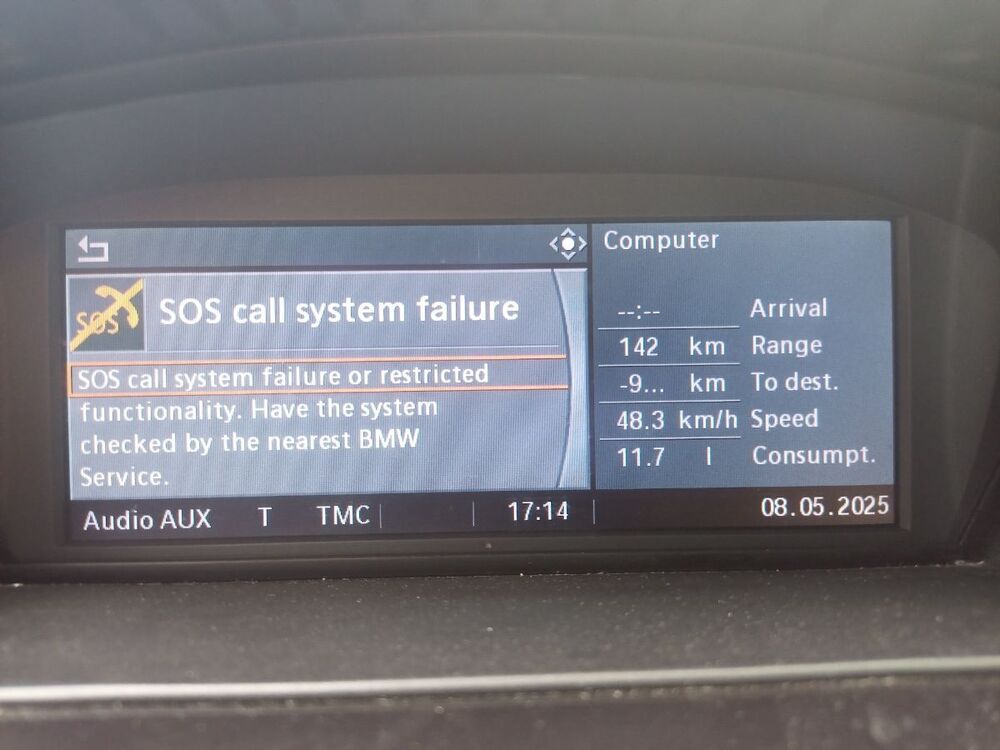 SOS call system failure
SOS
SOS call system failure or restricted
functionality. Have the system
checked by the nearest BMW
Service.
Computer
--:-- Arrival
142 km Range
-9... km To dest.
48.3 km/h Speed
11.7 l Consumpt.
Audio AUX T TMC 17:14 08.05.2025